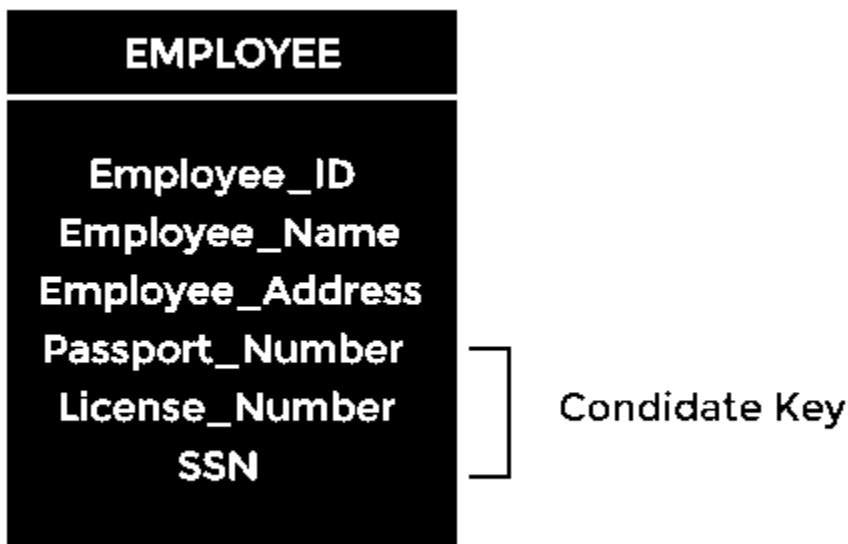 EMPLOYEE
Employee_ID
Employee_Name
Employee_Address
Passport_Number
License_Number
SSN
Condidate Key